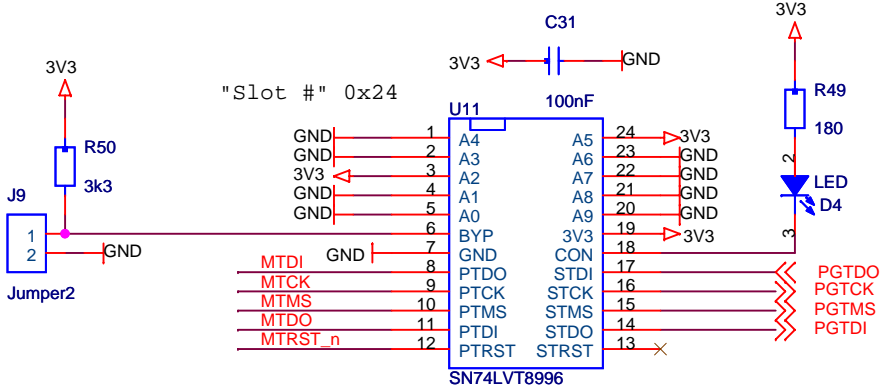 3V3
C31
3V3
GND
3V3
"Slot #" 0x24
U11
100nF
R49
180
R50
3k3
GND 1 A4 A5 24 3V3
GND 2 A3 A6 23 GND
3V3 3 A2 A7 22 GND
GND 4 A1 A8 21 GND
GND 5 A0 A9 20 GND
2
LED
D4
3
J9
1
2
GND
Jumper2
6 BYP 3V3 19 3V3
GND 7 GND CON 18
MTDI 8 PTDO STDI 17 PGTDO
MTCK 9 PTCK STCK 16 PGTCK
MTMS 10 PTMS STMS 15 PGTMS
MTDO 11 PTDI STDO 14 PGTDI
MTRST_n 12 PTRST STRST 13
SN74LVT8996